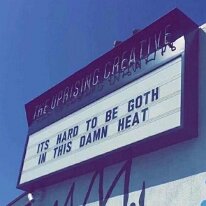 THE UPRISING CREATIVE
ITS HARD TO BE GOTH
IN THIS DAMN HEAT